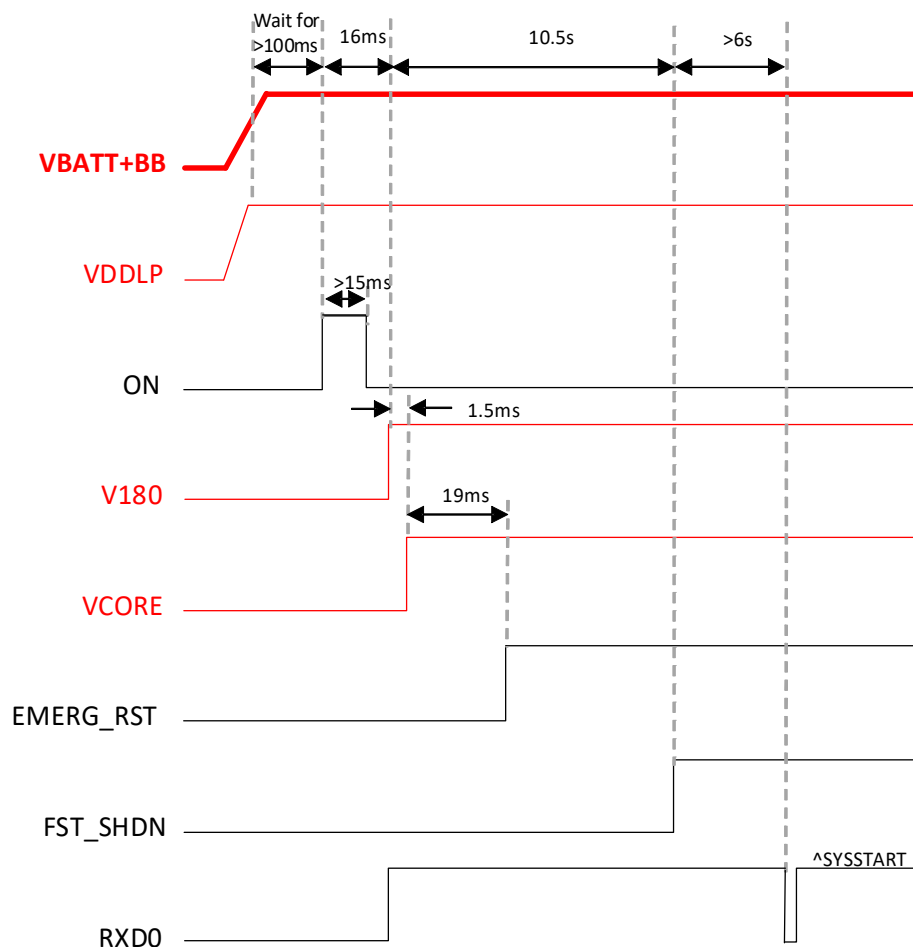 Wait for
>100ms
16ms
10.5s
>6s
VBATT+BB
VDDLP
>15ms
ON
1.5ms
V180
19ms
VCORE
EMERG_RST
FST_SHDN
^SYSSTART
RXD0